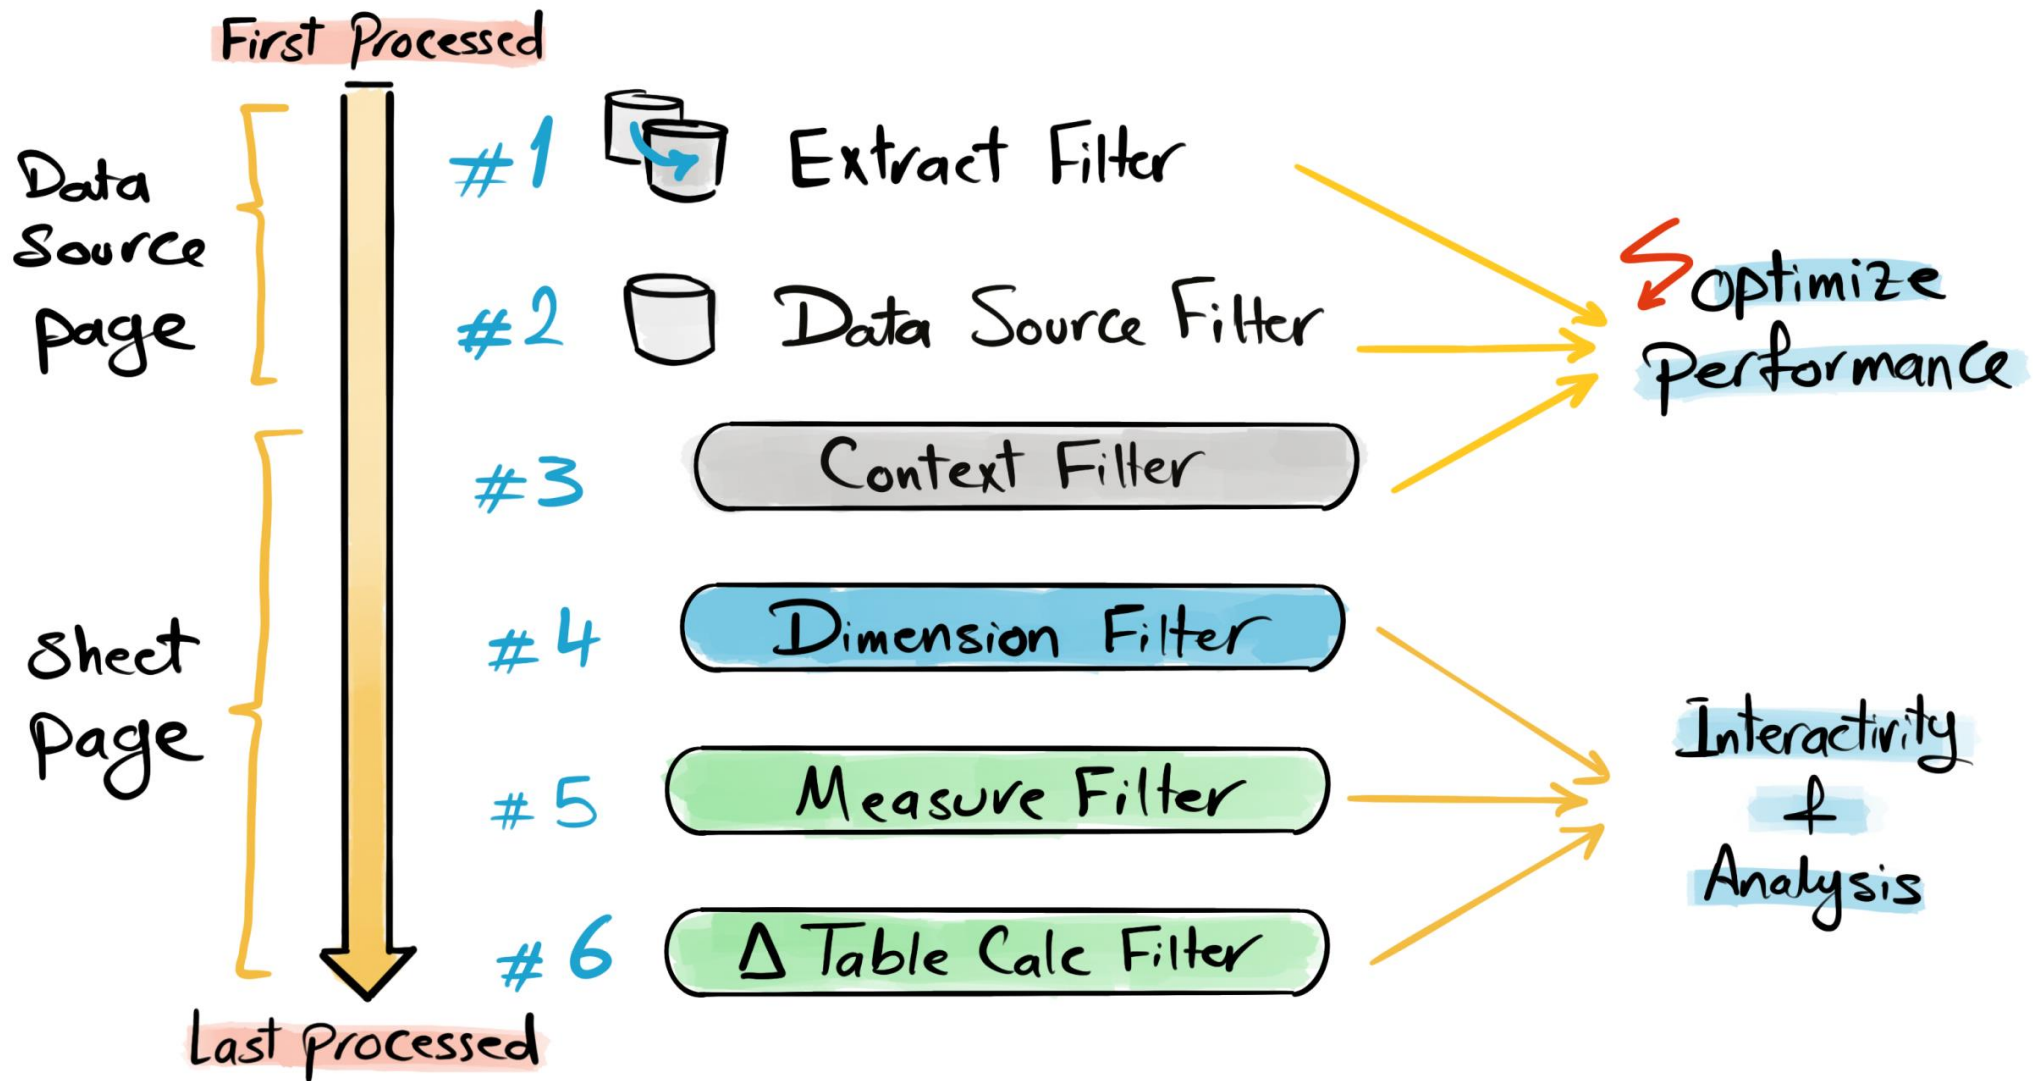 First Processed
Data
Source
page
#1 Extract Filter
#2 Data Source Filter
Optimize
Performance
#3 Context Filter
Sheet
page
#4 Dimension Filter
#5 Measure Filter
Interactivity
&
Analysis
#6 Δ Table Calc Filter
Last processed